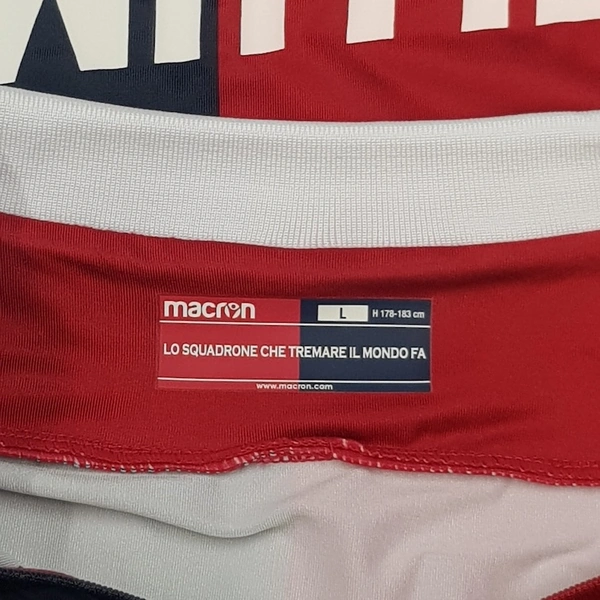 macron L H 178-183 cm
LO SQUADRONE CHE TREMARE IL MONDO FA
www.macron.com